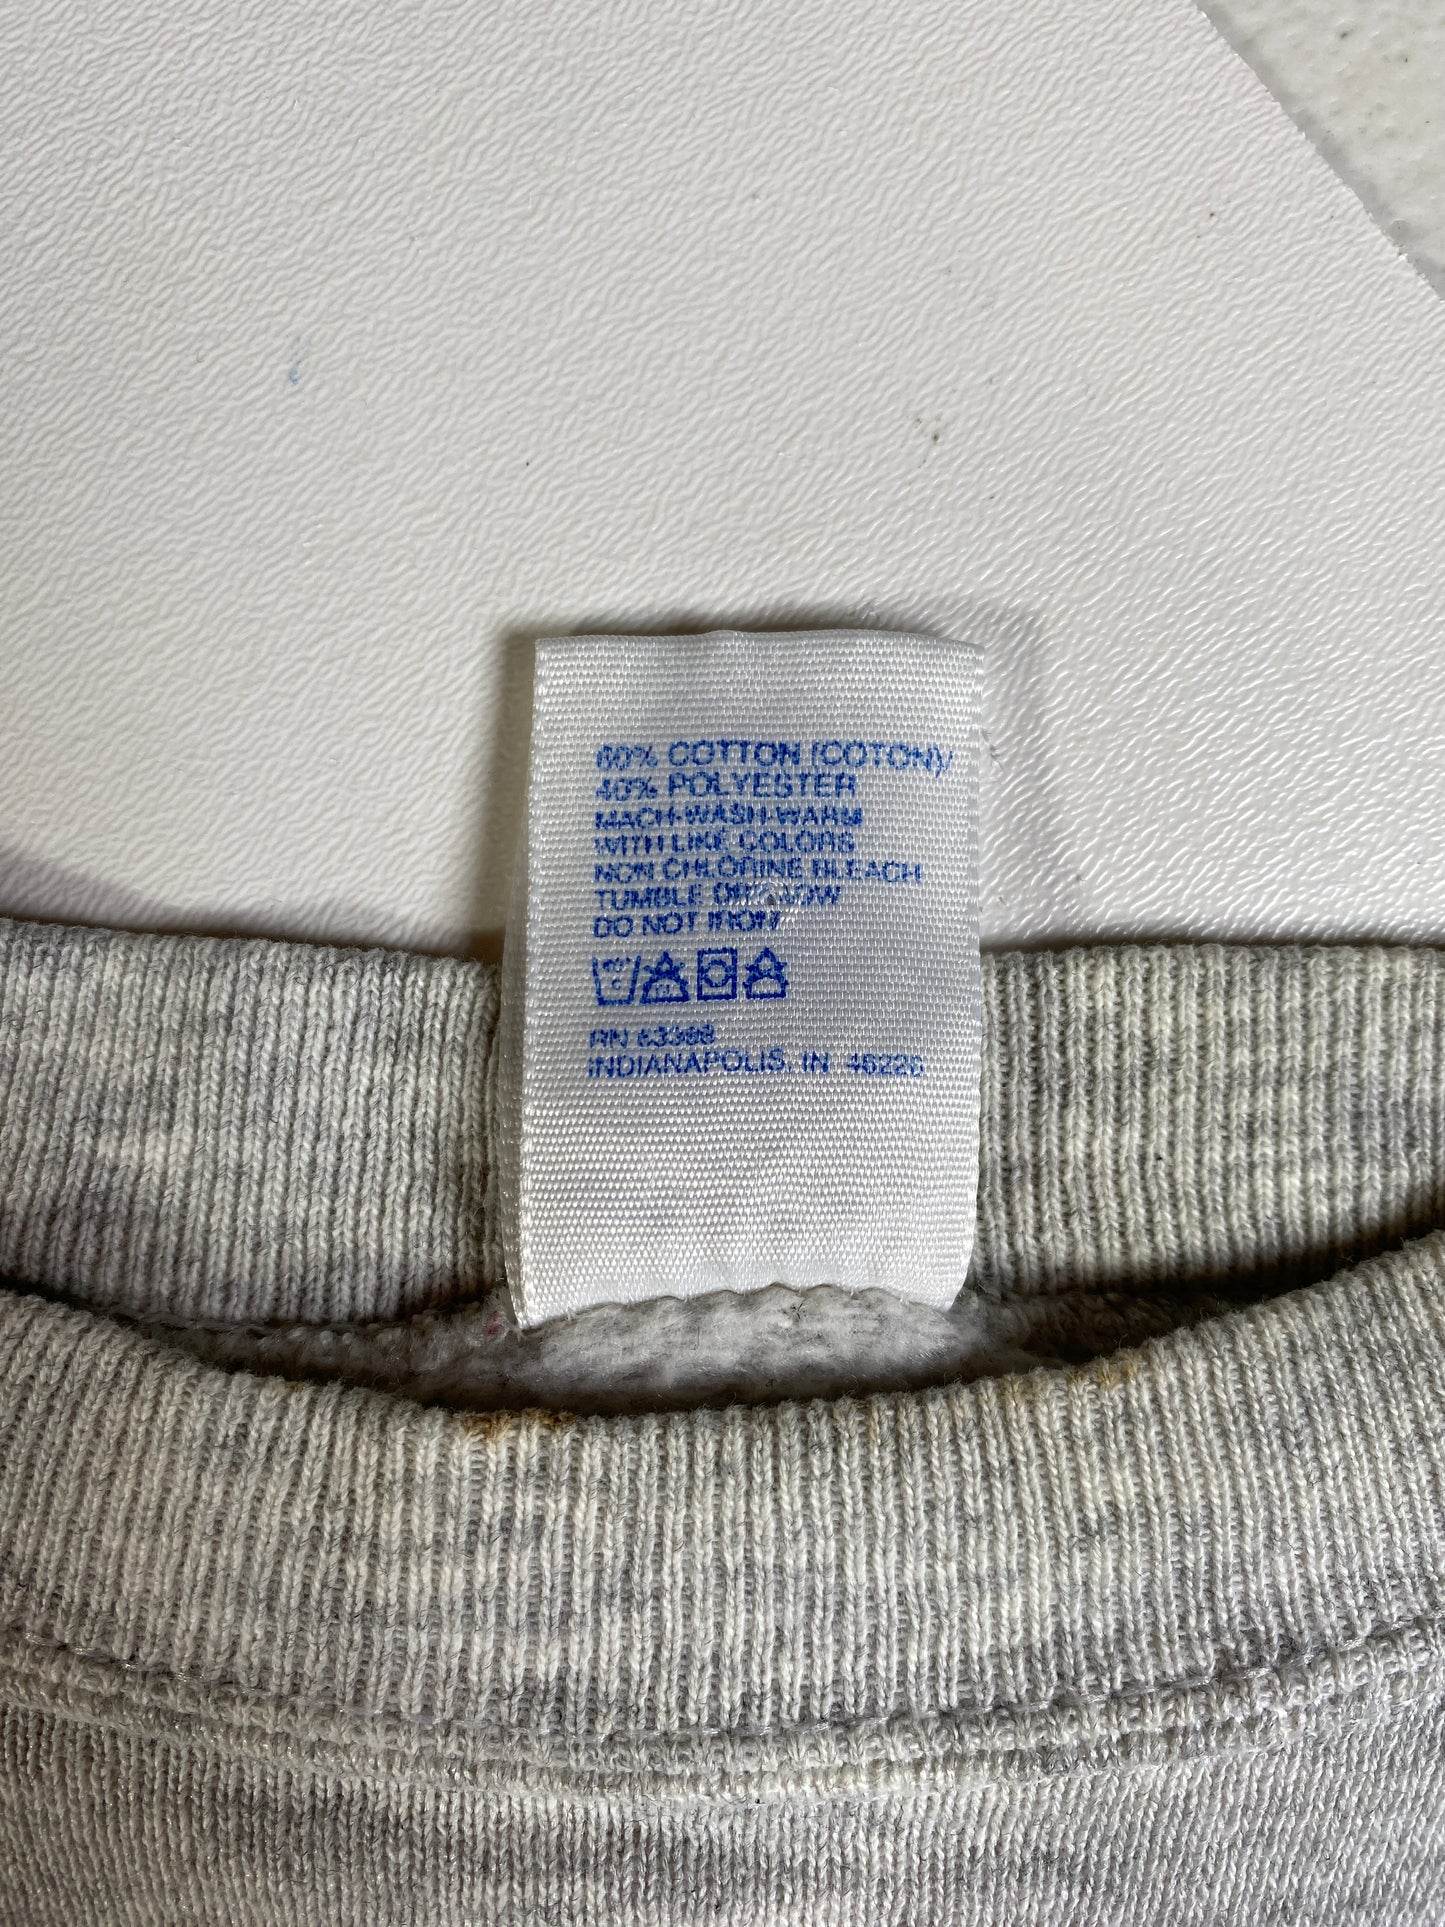 60% COTTON (COTON)/
40% POLYESTER
MACH-WASH-WARM
WITH LIKE COLORS
NON CHLORINE BLEACH
TUMBLE DRY LOW
DO NOT IRON
RN
INDIANAPOLIS, IN 46226